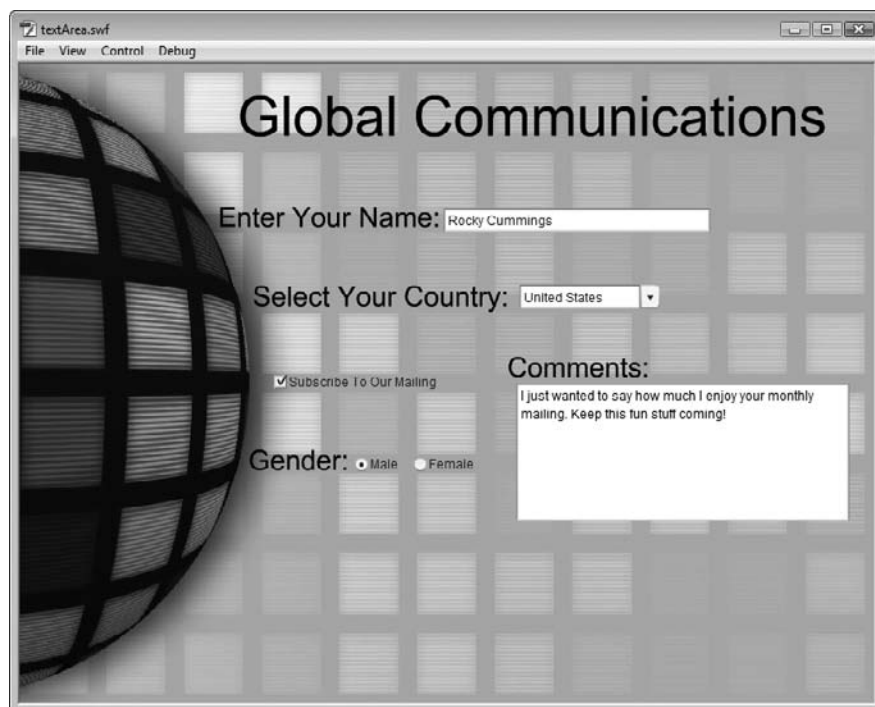 textArea.swf
File View Control Debug
Global Communications
Enter Your Name: Rocky Cummings
Select Your Country: United States
Subscribe To Our Mailing
Comments:
I just wanted to say how much I enjoy your monthly
mailing. Keep this fun stuff coming!
Gender: Male Female